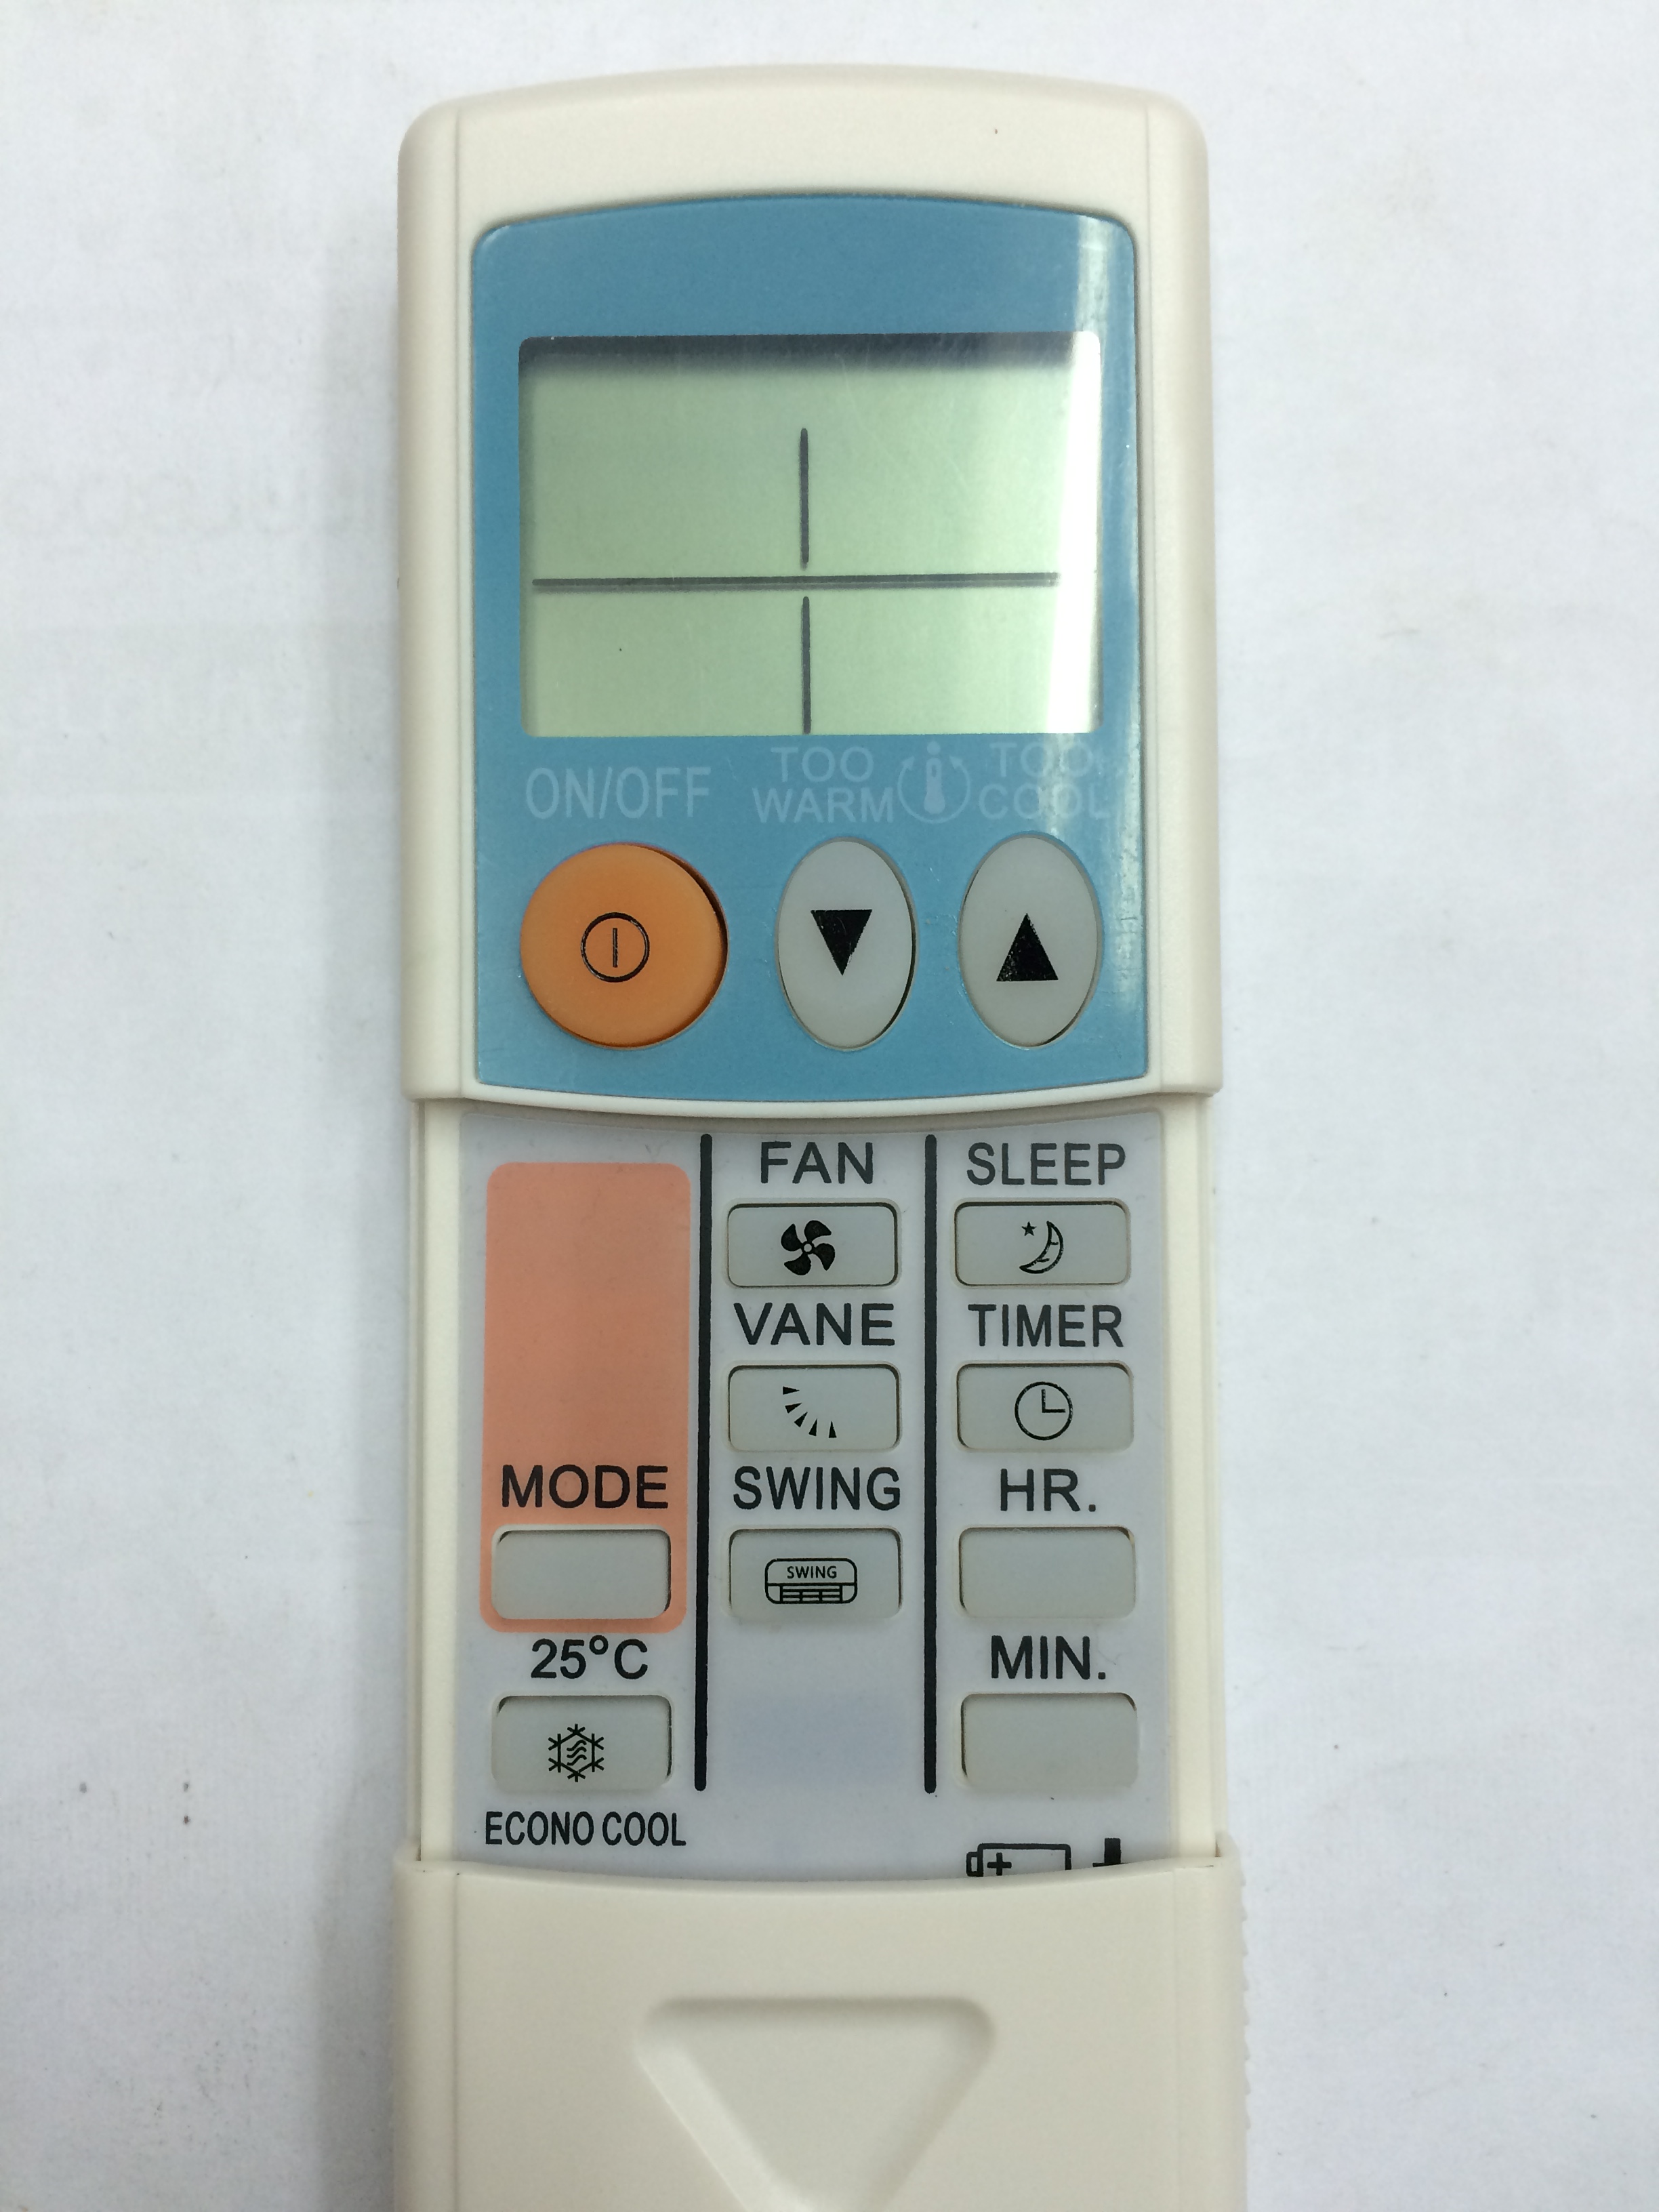 ON/OFF
TOO WARM
TOO COOL
FAN
SLEEP
VANE
TIMER
MODE
SWING
HR.
SWING
25°C
MIN.
ECONO COOL